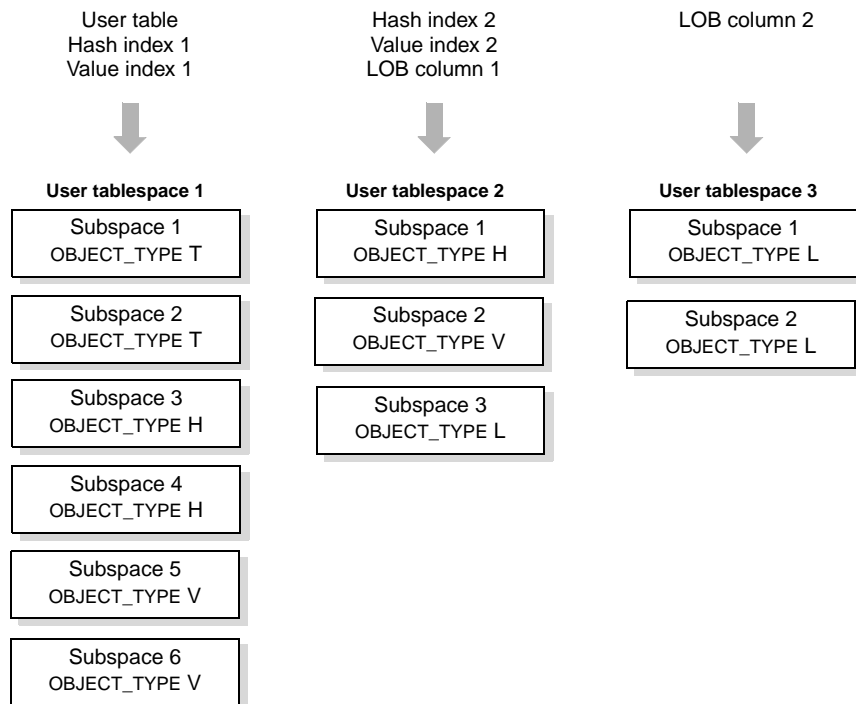 User table
Hash index 1
Value index 1
Hash index 2
Value index 2
LOB column 1
LOB column 2
User tablespace 1
Subspace 1
OBJECT_TYPE T
Subspace 2
OBJECT_TYPE T
Subspace 3
OBJECT_TYPE H
Subspace 4
OBJECT_TYPE H
Subspace 5
OBJECT_TYPE V
Subspace 6
OBJECT_TYPE V
User tablespace 2
Subspace 1
OBJECT_TYPE H
Subspace 2
OBJECT_TYPE V
Subspace 3
OBJECT_TYPE L
User tablespace 3
Subspace 1
OBJECT_TYPE L
Subspace 2
OBJECT_TYPE L